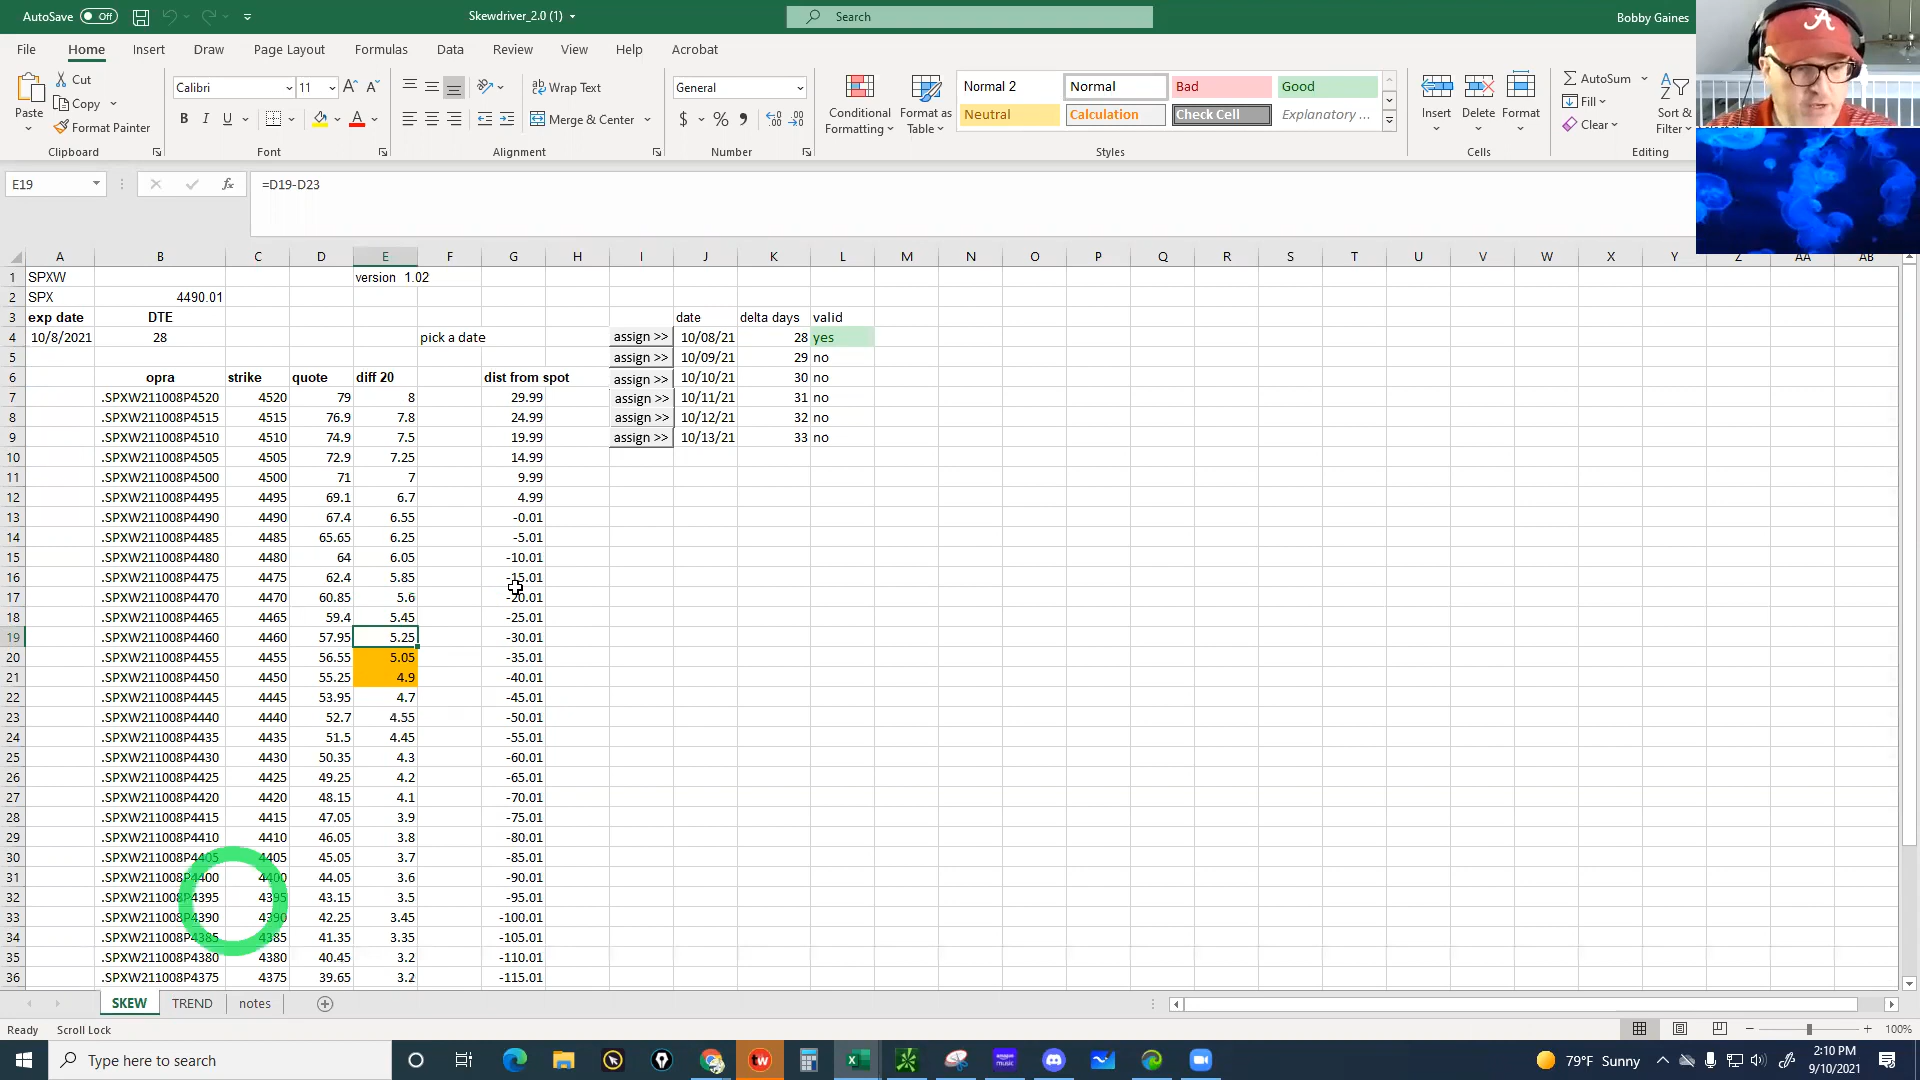 AutoSave Off Skewdriver_2.0 (1) Search Bobby Gaines
File Home Insert Draw Page Layout Formulas Data Review View Help Acrobat
Cut Calibri 11 Wrap Text General Normal 2 Normal Bad Good AutoSum
Paste Copy Conditional Formatting Format as Table Insert Delete Format Fill Sort & Filter
Format Painter Merge & Center Neutral Calculation Check Cell Explanatory ... Clear
Clipboard Font Alignment Number Styles Cells Editing
E19 =D19-D23
A B C D E F G H I J K L M N O P Q R S T U V W X Y Z AA AB
1 SPXW version 1.02
2 SPX 4490.01
3 exp date DTE date delta days valid
4 10/8/2021 28 pick a date assign >> 10/08/21 28 yes
5 assign >> 10/09/21 29 no
6 opra strike quote diff 20 dist from spot assign >> 10/10/21 30 no
7 .SPXW211008P4520 4520 79 8 29.99 assign >> 10/11/21 31 no
8 .SPXW211008P4515 4515 76.9 7.8 24.99 assign >> 10/12/21 32 no
9 .SPXW211008P4510 4510 74.9 7.5 19.99 assign >> 10/13/21 33 no
10 .SPXW211008P4505 4505 72.9 7.25 14.99
11 .SPXW211008P4500 4500 71 7 9.99
12 .SPXW211008P4495 4495 69.1 6.7 4.99
13 .SPXW211008P4490 4490 67.4 6.55 -0.01
14 .SPXW211008P4485 4485 65.65 6.25 -5.01
15 .SPXW211008P4480 4480 64 6.05 -10.01
16 .SPXW211008P4475 4475 62.4 5.85 -15.01
17 .SPXW211008P4470 4470 60.85 5.6 -20.01
18 .SPXW211008P4465 4465 59.4 5.45 -25.01
19 .SPXW211008P4460 4460 57.95 5.25 -30.01
20 .SPXW211008P4455 4455 56.55 5.05 -35.01
21 .SPXW211008P4450 4450 55.25 4.9 -40.01
22 .SPXW211008P4445 4445 53.95 4.7 -45.01
23 .SPXW211008P4440 4440 52.7 4.55 -50.01
24 .SPXW211008P4435 4435 51.5 4.45 -55.01
25 .SPXW211008P4430 4430 50.35 4.3 -60.01
26 .SPXW211008P4425 4425 49.25 4.2 -65.01
27 .SPXW211008P4420 4420 48.15 4.1 -70.01
28 .SPXW211008P4415 4415 47.05 3.9 -75.01
29 .SPXW211008P4410 4410 46.05 3.8 -80.01
30 .SPXW211008P4405 4405 45.05 3.7 -85.01
31 .SPXW211008P4400 4400 44.05 3.6 -90.01
32 .SPXW211008P4395 4395 43.15 3.5 -95.01
33 .SPXW211008P4390 4390 42.25 3.45 -100.01
34 .SPXW211008P4385 4385 41.35 3.35 -105.01
35 .SPXW211008P4380 4380 40.45 3.2 -110.01
36 .SPXW211008P4375 4375 39.65 3.2 -115.01
SKEW TREND notes
Ready Scroll Lock 100%
Type here to search tw 79°F Sunny 2:10 PM
9/10/2021